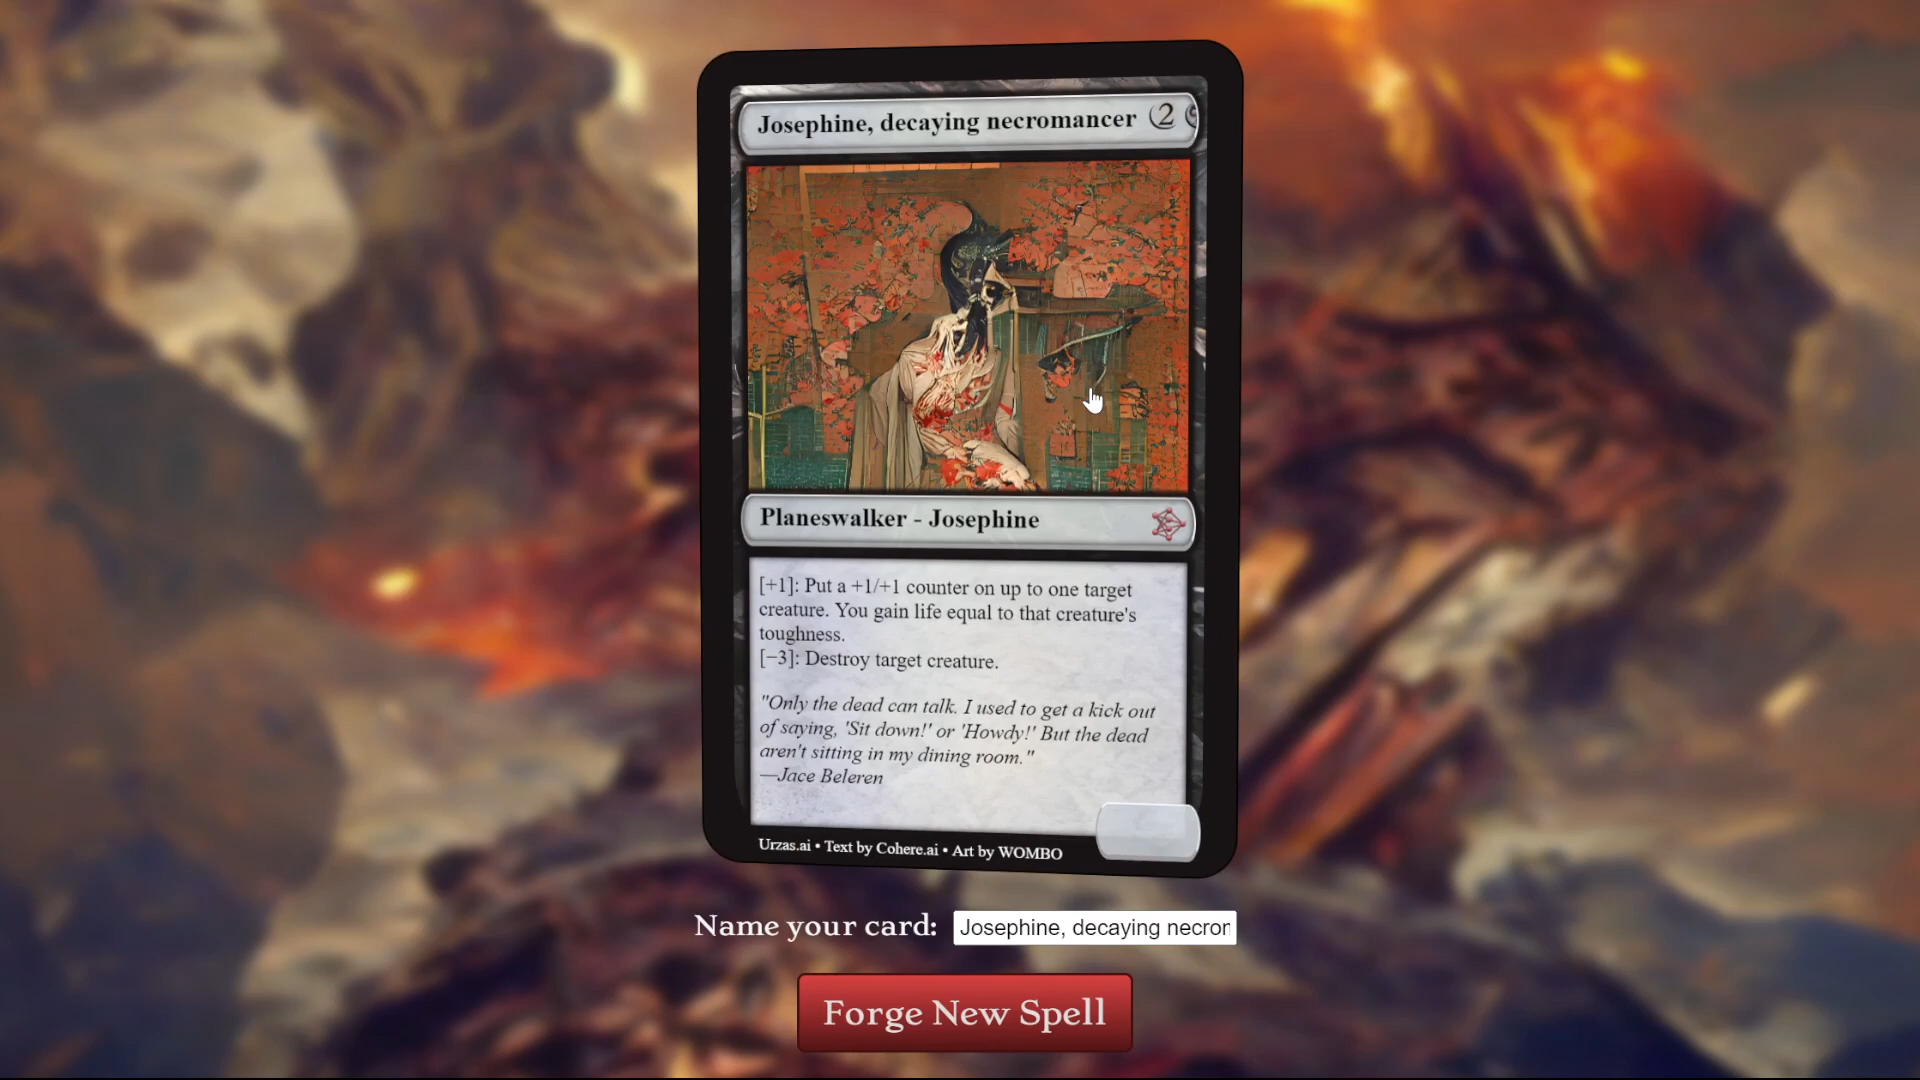 Josephine, decaying necromancer 2
Planeswalker - Josephine
[+1]: Put a +1/+1 counter on up to one target
creature. You gain life equal to that creature's
toughness.
[−3]: Destroy target creature.
"Only the dead can talk. I used to get a kick out
of saying, 'Sit down!' or 'Howdy!' But the dead
aren't sitting in my dining room."
—Jace Beleren
Urzas.ai • Text by Cohere.ai • Art by WOMBO
Name your card: Josephine, decaying necror
Forge New Spell